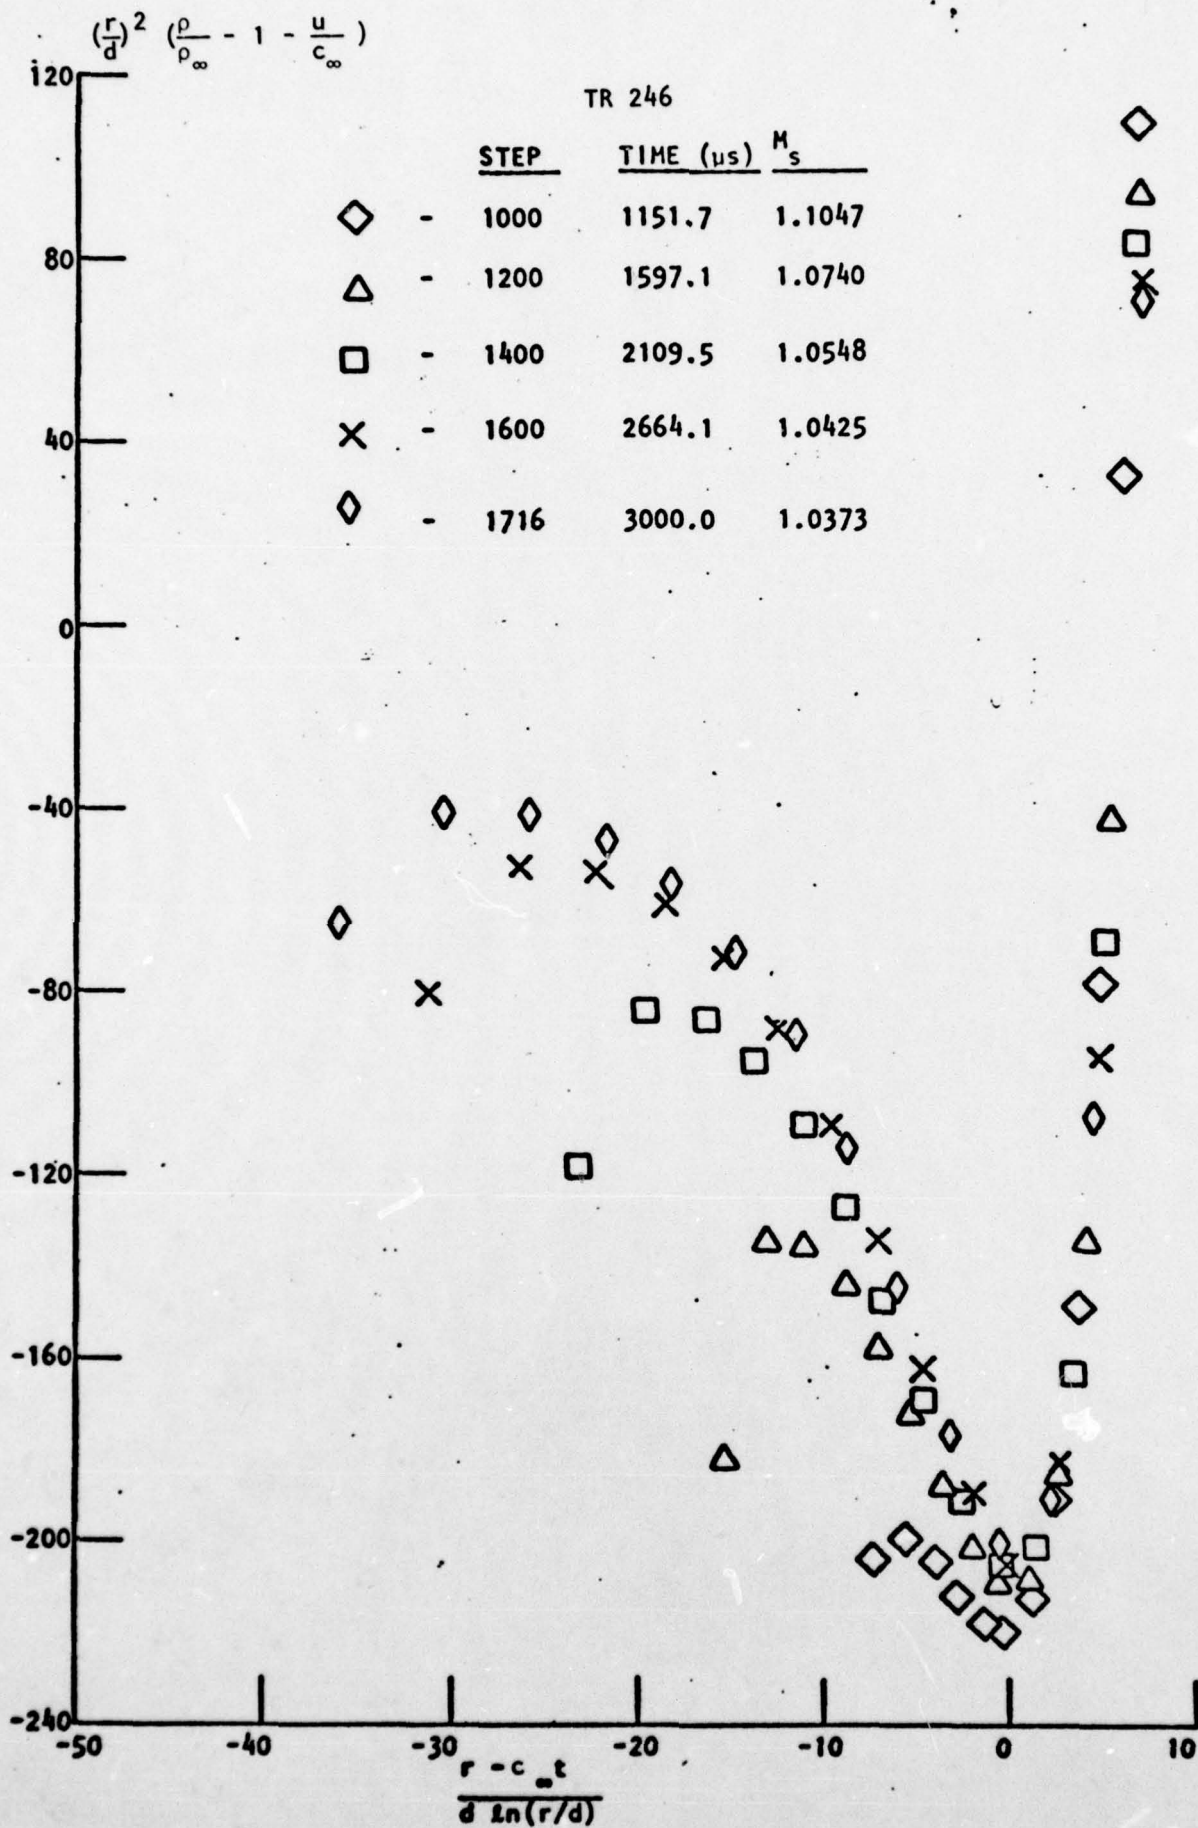 (r/d)² (ρ/ρ∞ - 1 - u/c∞)
TR 246
STEP TIME (μs) Ms
◇ - 1000 1151.7 1.1047
△ - 1200 1597.1 1.0740
□ - 1400 2109.5 1.0548
× - 1600 2664.1 1.0425
◊ - 1716 3000.0 1.0373
120
80
40
0
-40
-80
-120
-160
-200
-240
-50 -40 -30 -20 -10 0 10
r - c∞t
d ln(r/d)